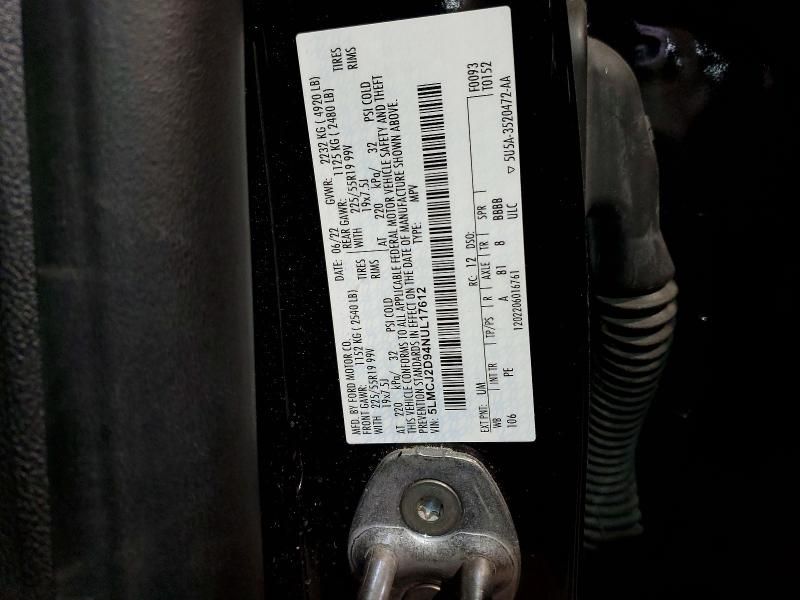 MFD. BY FORD MOTOR CO.
DATE: 06/22 GVWR: 2232 KG ( 4920 LB)
FRONT GAWR: 1152 KG ( 2540 LB) REAR GAWR: 1125 KG ( 2480 LB)
WITH 225/55R19 99V TIRES WITH 225/55R19 99V TIRES
19x7.5J RIMS 19x7.5J RIMS
AT 220 kPa/ 32 PSI COLD AT 220 kPa/ 32 PSI COLD
THIS VEHICLE CONFORMS TO ALL APPLICABLE FEDERAL MOTOR VEHICLE SAFETY AND THEFT
PREVENTION STANDARDS IN EFFECT ON THE DATE OF MANUFACTURE SHOWN ABOVE.
VIN: 5LMCJ2D94NUL17612 TYPE: MPV
F0093
T0152
EXT PNT: UM RC: 12 DSO:
WB INT TR TP/PS R AXLE TR SPR ▽ 5U5A-3520472-AA
106 PE A B1 8 BBBB
1202206016761 ULC